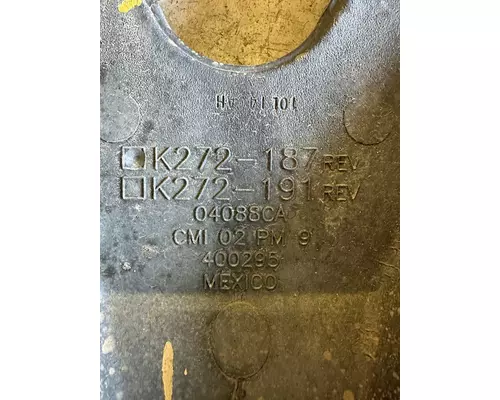 □K272-187 REV
□K272-191 REV
04088CA
CMI 02 PM 9
400295
MEXICO